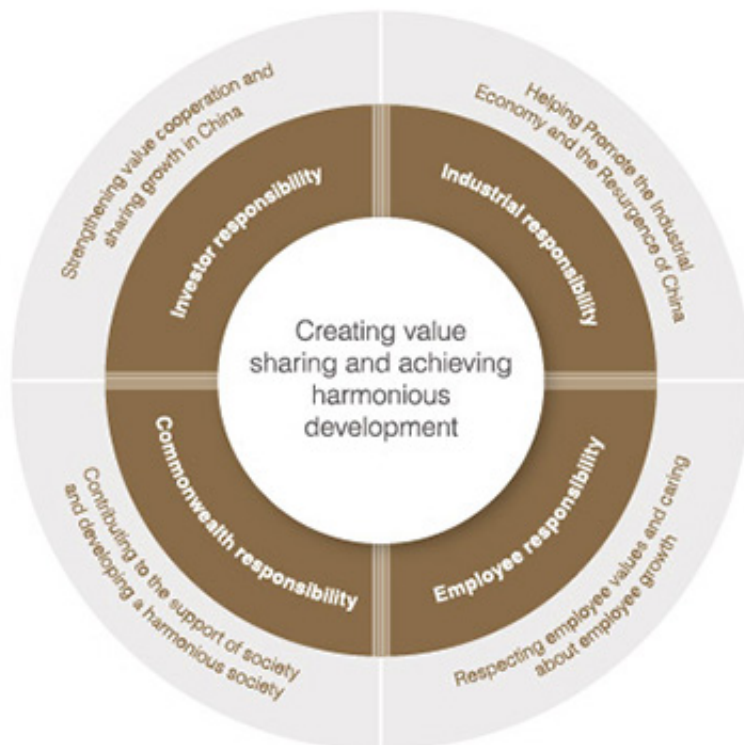 Strengthening value cooperation and
sharing growth in China
Investor responsibility
Helping Promote the Industrial
Economy and the Resurgence of China
Industrial responsibility
Creating value
sharing and achieving
harmonious
development
Commonwealth responsibility
Contributing to the support of society
and developing a harmonious society
Employee responsibility
Respecting employee values and caring
about employee growth